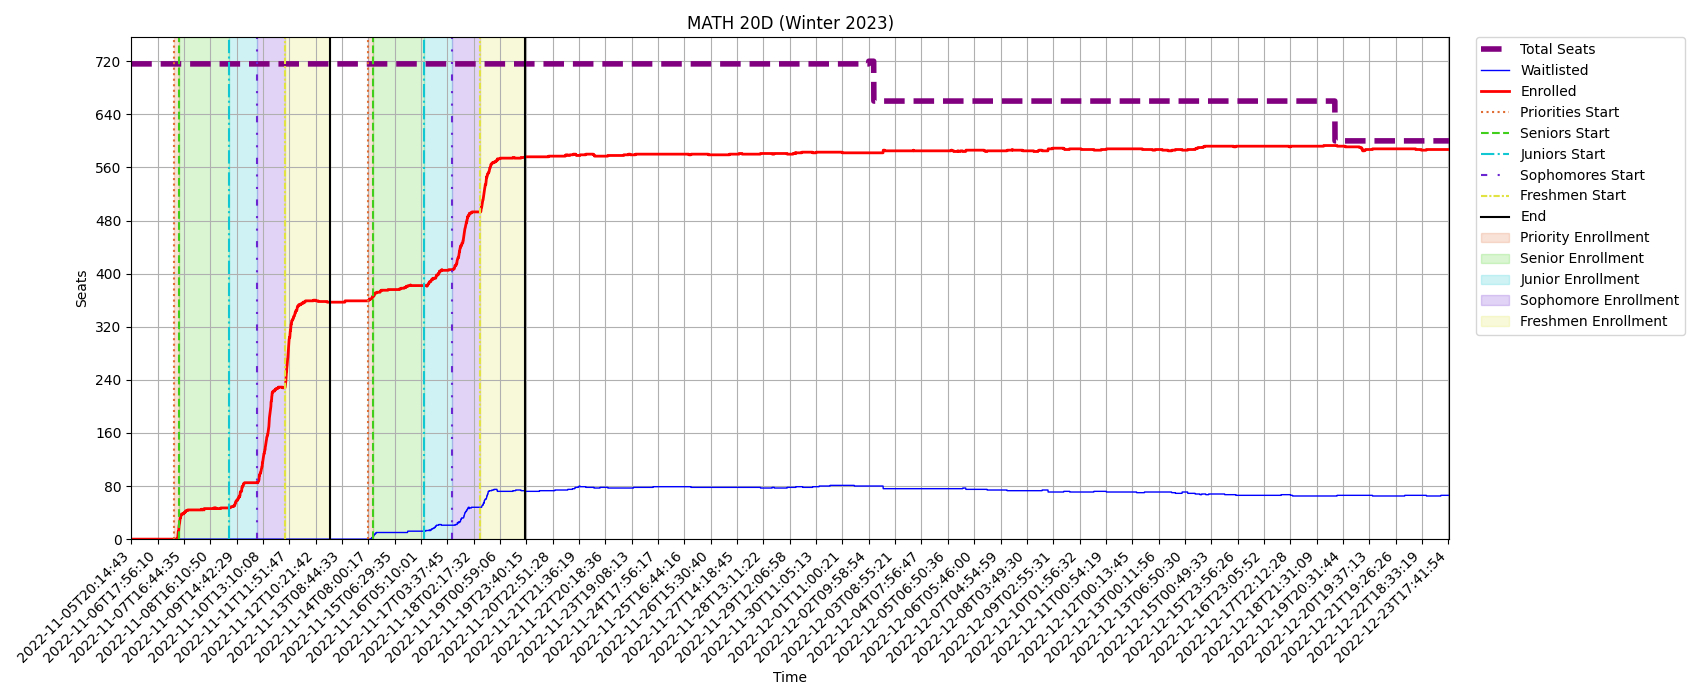 MATH 20D (Winter 2023)
Seats
720
640
560
480
400
320
240
160
80
0
2022-11-05T20:14:43
2022-11-06T17:56:10
2022-11-07T16:44:35
2022-11-08T16:10:50
2022-11-09T14:42:29
2022-11-10T13:10:08
2022-11-11T11:51:47
2022-11-12T10:21:42
2022-11-13T08:44:33
2022-11-14T08:00:17
2022-11-15T06:29:35
2022-11-16T05:10:01
2022-11-17T03:37:45
2022-11-18T02:17:32
2022-11-19T00:59:06
2022-11-19T23:40:15
2022-11-20T22:51:28
2022-11-21T21:36:19
2022-11-22T20:18:36
2022-11-23T19:08:13
2022-11-24T17:56:17
2022-11-25T16:44:16
2022-11-26T15:30:40
2022-11-27T14:18:45
2022-11-28T13:11:22
2022-11-29T12:06:58
2022-11-30T11:05:13
2022-12-01T11:00:21
2022-12-02T09:58:54
2022-12-03T08:55:21
2022-12-04T07:56:47
2022-12-05T06:50:36
2022-12-06T05:46:00
2022-12-07T04:54:59
2022-12-08T03:49:30
2022-12-09T02:55:31
2022-12-10T01:56:32
2022-12-11T00:54:19
2022-12-12T00:13:45
2022-12-13T00:11:56
2022-12-13T06:50:30
2022-12-15T00:49:33
2022-12-15T23:56:26
2022-12-16T23:05:52
2022-12-17T22:12:28
2022-12-18T21:31:09
2022-12-19T20:31:44
2022-12-20T19:37:13
2022-12-21T19:26:26
2022-12-22T18:33:19
2022-12-23T17:41:54
Time
Total Seats
Waitlisted
Enrolled
Priorities Start
Seniors Start
Juniors Start
Sophomores Start
Freshmen Start
End
Priority Enrollment
Senior Enrollment
Junior Enrollment
Sophomore Enrollment
Freshmen Enrollment